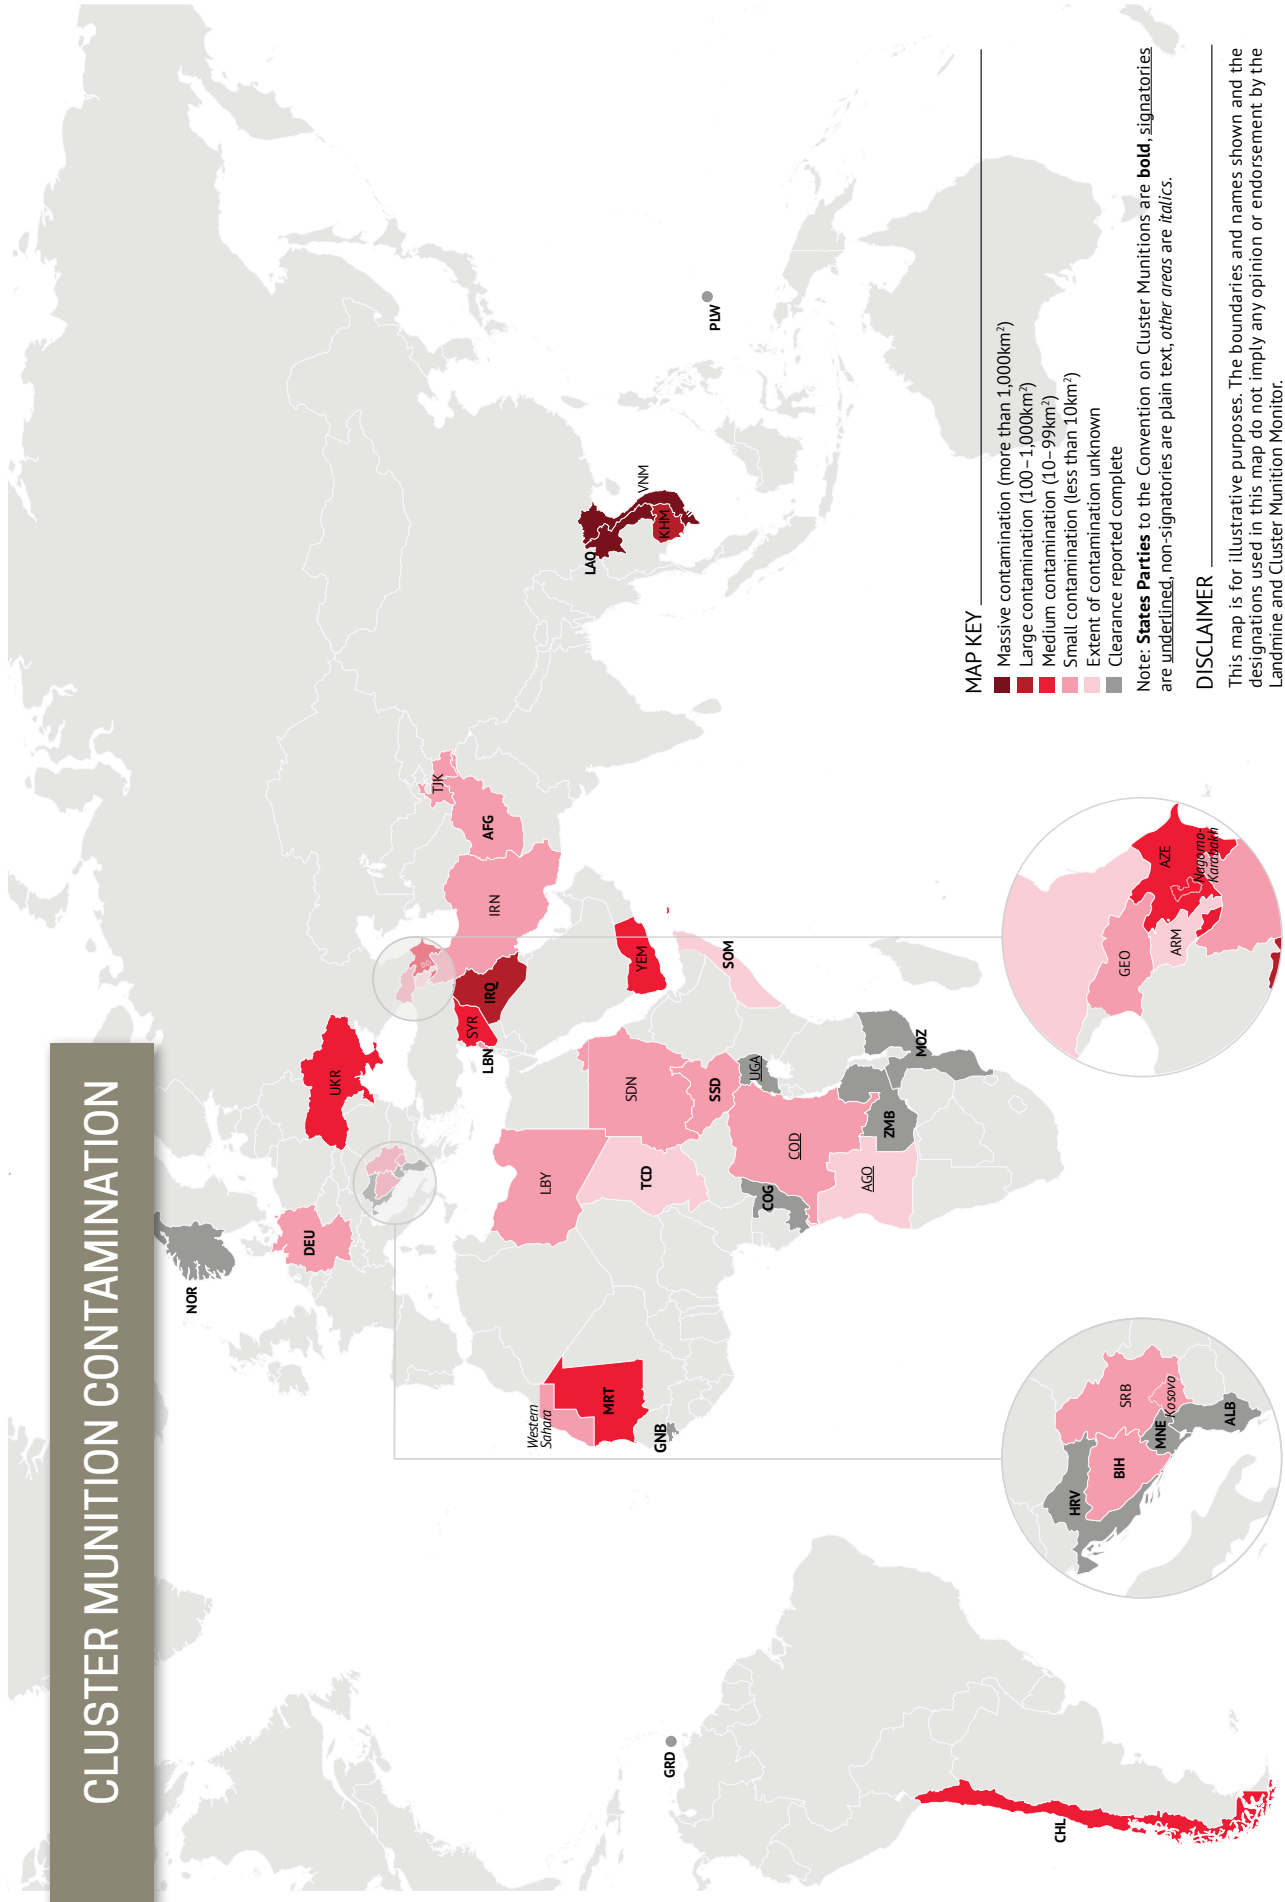 CLUSTER MUNITION CONTAMINATION
NOR
DEU
UKR
Western
Sahara
MRT
GNB
LBY
TCD
SDN
SSD
UGA
COD
COG
AGO
ZMB
MOZ
SOM
YEM
LBN
SYR
IRQ
IRN
AFG
TJK
LAO
VNM
KHM
PLW
GRD
CHL
HRV
BIH
SRB
MNE
Kosovo
ALB
GEO
ARM
AZE
Nagorno-
Karabakh
MAP KEY
Massive contamination (more than 1,000km²)
Large contamination (100–1,000km²)
Medium contamination (10–99km²)
Small contamination (less than 10km²)
Extent of contamination unknown
Clearance reported complete
Note: States Parties to the Convention on Cluster Munitions are bold, signatories
are underlined, non-signatories are plain text, other areas are italics.
DISCLAIMER
This map is for illustrative purposes. The boundaries and names shown and the
designations used in this map do not imply any opinion or endorsement by the
Landmine and Cluster Munition Monitor.